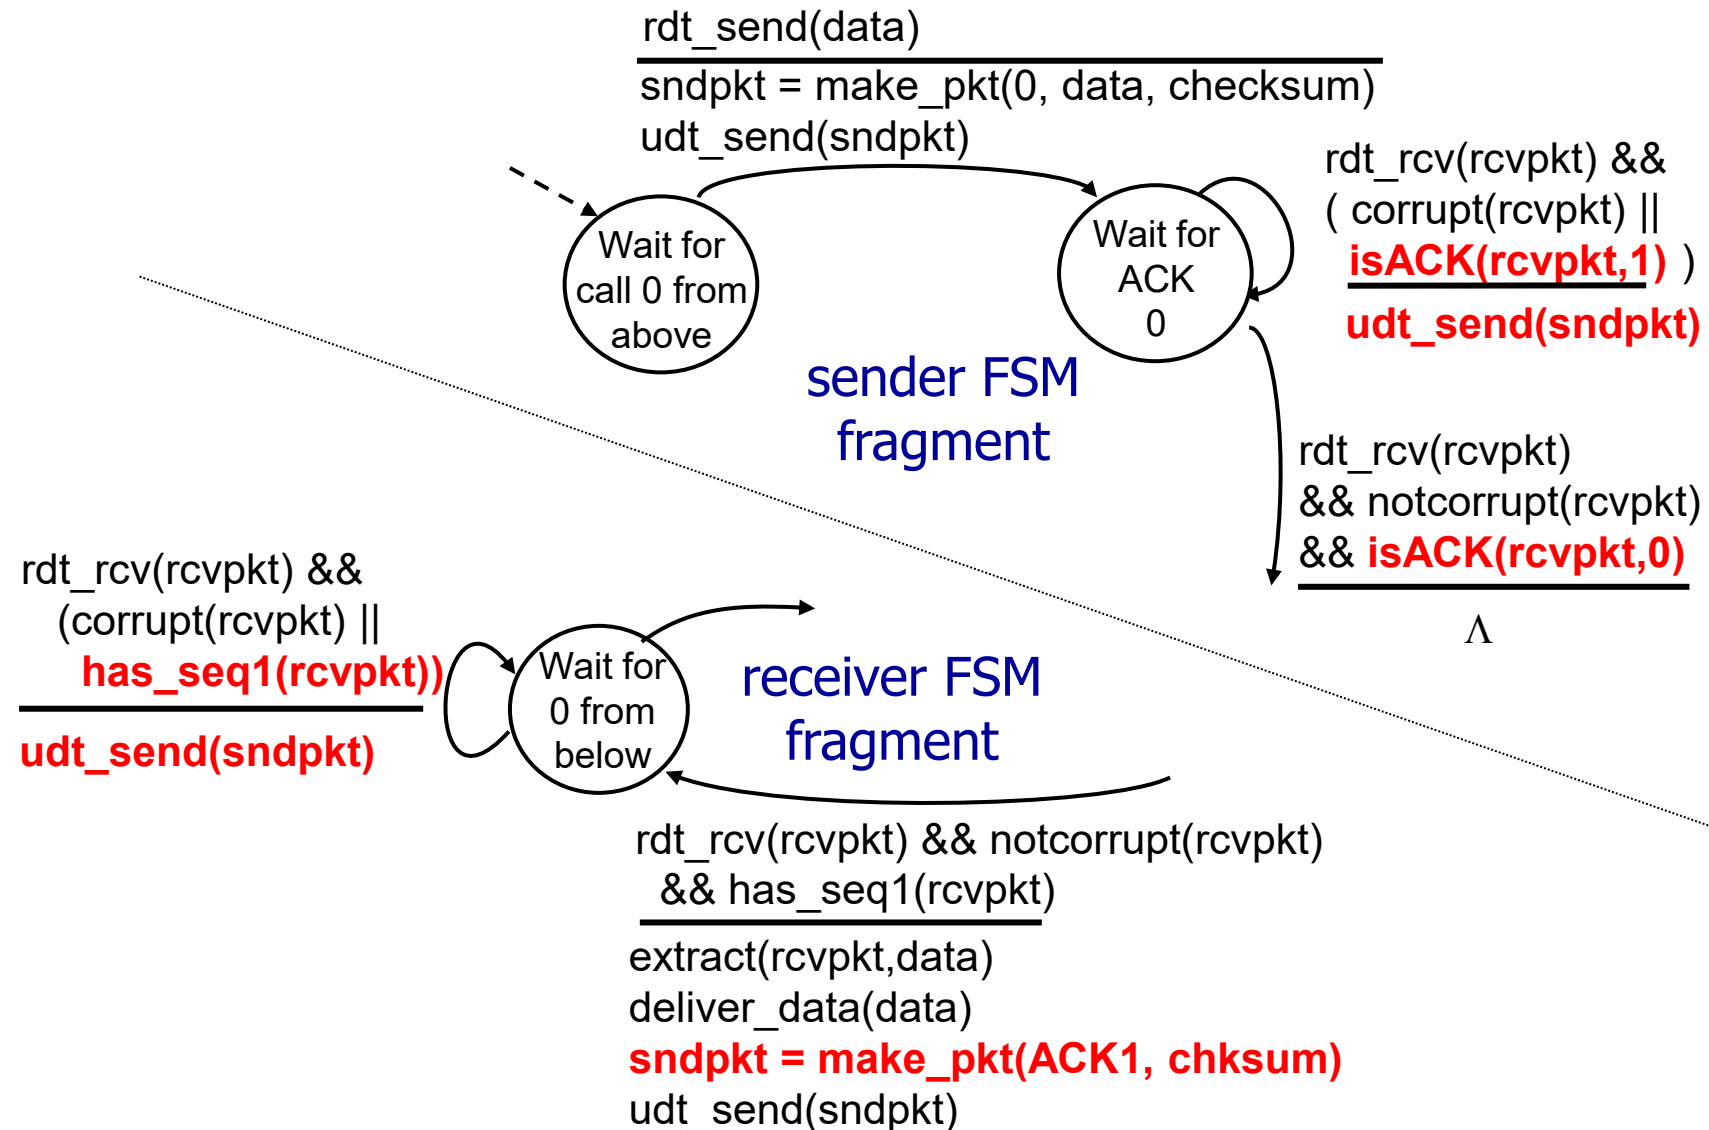 rdt_send(data)
sndpkt = make_pkt(0, data, checksum)
udt_send(sndpkt)
Wait for
call 0 from
above
Wait for
ACK
0
rdt_rcv(rcvpkt) &&
( corrupt(rcvpkt) ||
isACK(rcvpkt,1) )
udt_send(sndpkt)
sender FSM
fragment
rdt_rcv(rcvpkt)
&& notcorrupt(rcvpkt)
&& isACK(rcvpkt,0)
Λ
rdt_rcv(rcvpkt) &&
(corrupt(rcvpkt) ||
has_seq1(rcvpkt))
udt_send(sndpkt)
Wait for
0 from
below
receiver FSM
fragment
rdt_rcv(rcvpkt) && notcorrupt(rcvpkt)
&& has_seq1(rcvpkt)
extract(rcvpkt,data)
deliver_data(data)
sndpkt = make_pkt(ACK1, chksum)
udt_send(sndpkt)